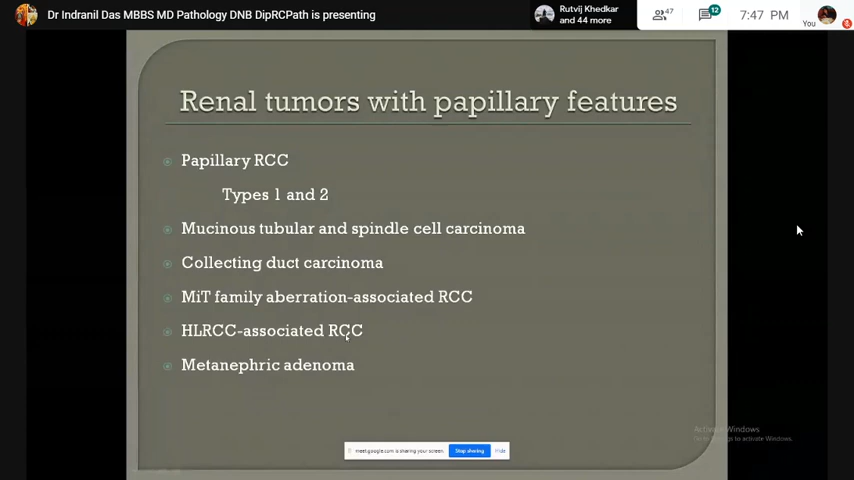 Dr Indranil Das MBBS MD Pathology DNB DipRCPath is presenting
Rutvij Khedkar
and 44 more
47
12
7:47 PM
You
Renal tumors with papillary features
Papillary RCC
Types 1 and 2
Mucinous tubular and spindle cell carcinoma
Collecting duct carcinoma
MiT family aberration-associated RCC
HLRCC-associated RCC
Metanephric adenoma
Activate Windows
to activate Windows.
meet.google.com is sharing your screen.
Stop sharing
Hide